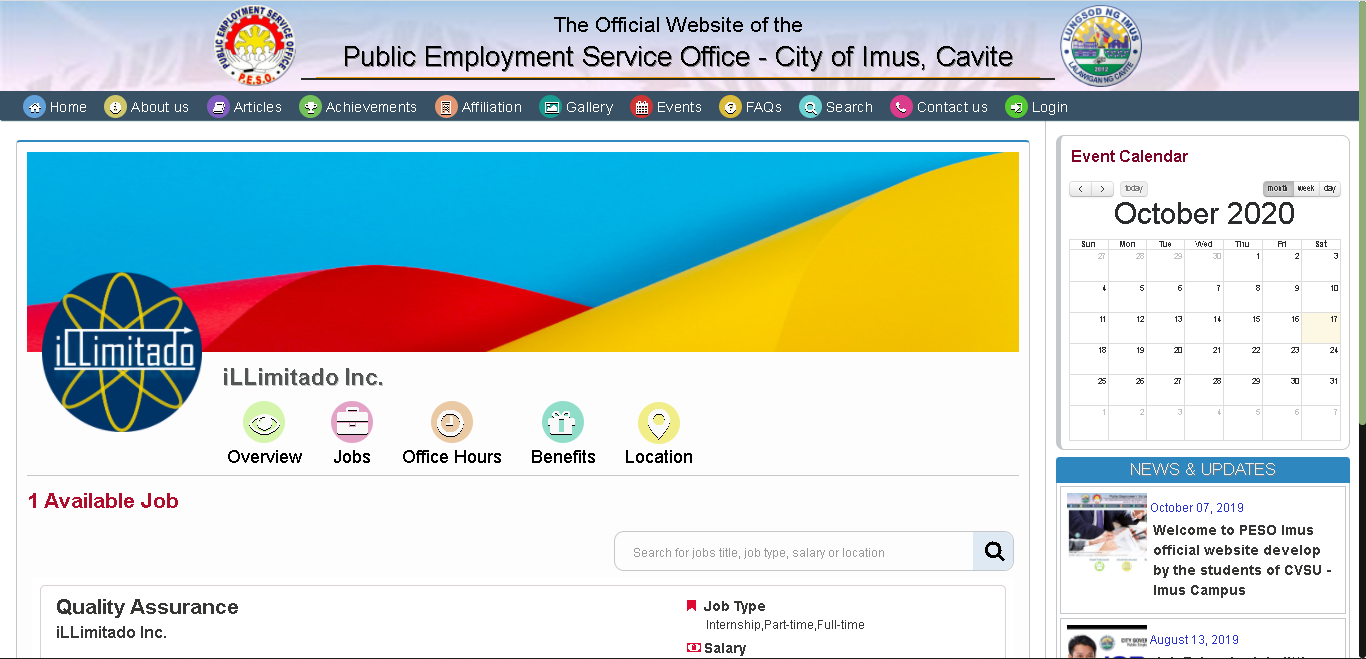 PUBLIC EMPLOYMENT SERVICE OFFICE
P.E.S.O.
The Official Website of the
Public Employment Service Office - City of Imus, Cavite
LUNGSOD NG IMUS
LALAWIGAN NG CAVITE
2012
Home
About us
Articles
Achievements
Affiliation
Gallery
Events
FAQs
Search
Contact us
Login
iLLimitado
iLLimitado Inc.
Overview
Jobs
Office Hours
Benefits
Location
1 Available Job
Search for jobs title, job type, salary or location
Quality Assurance
iLLimitado Inc.
Job Type
Internship,Part-time,Full-time
Salary
Event Calendar
today
month week day
October 2020
Sun Mon Tue Wed Thu Fri Sat
27 28 29 30 1 2 3
4 5 6 7 8 9 10
11 12 13 14 15 16 17
18 19 20 21 22 23 24
25 26 27 28 29 30 31
1 2 3 4 5 6 7
NEWS & UPDATES
October 07, 2019
Welcome to PESO Imus
official website develop
by the students of CVSU -
Imus Campus
August 13, 2019